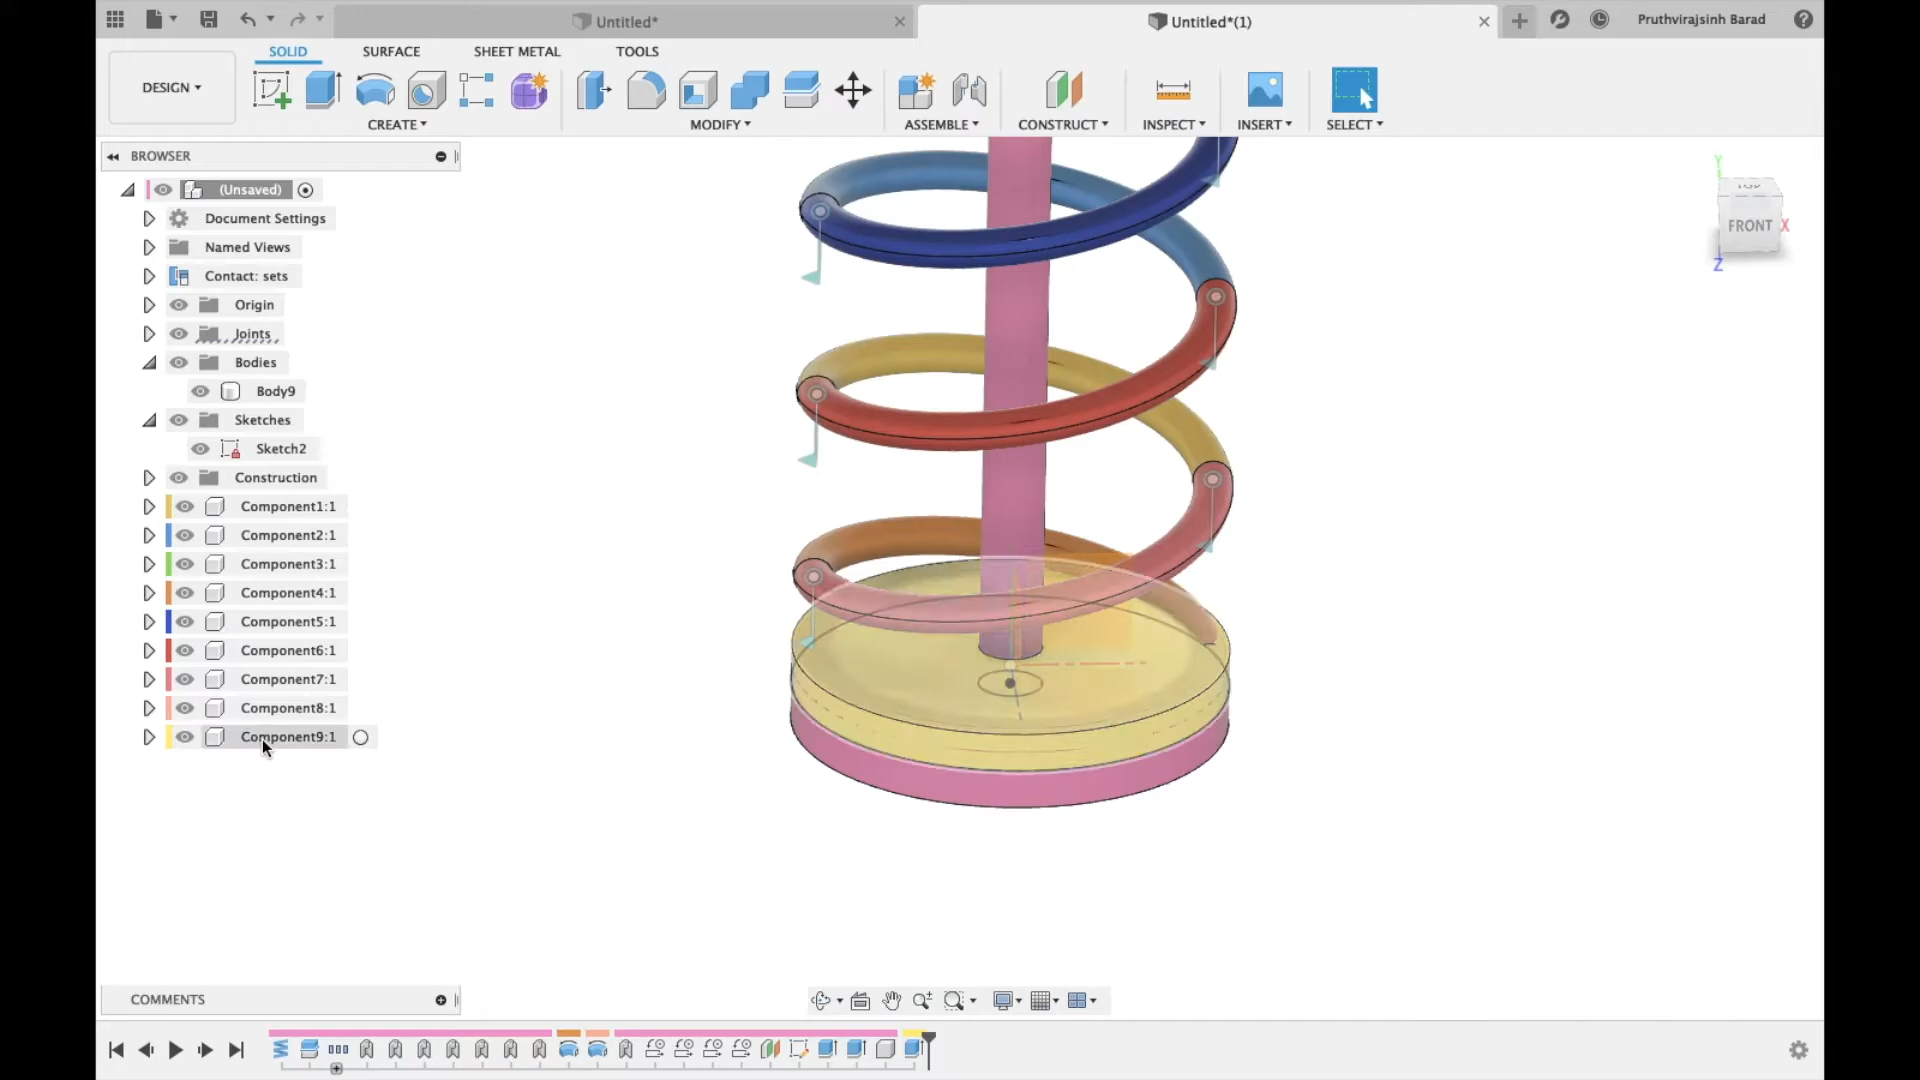 Untitled*
Untitled*(1)
Pruthvirajsinh Barad
SOLID
SURFACE
SHEET METAL
TOOLS
DESIGN
CREATE
MODIFY
ASSEMBLE
CONSTRUCT
INSPECT
INSERT
SELECT
BROWSER
(Unsaved)
Document Settings
Named Views
Contact: sets
Origin
Joints
Bodies
Body9
Sketches
Sketch2
Construction
Component1:1
Component2:1
Component3:1
Component4:1
Component5:1
Component6:1
Component7:1
Component8:1
Component9:1
Y
TOP
FRONT
X
Z
COMMENTS